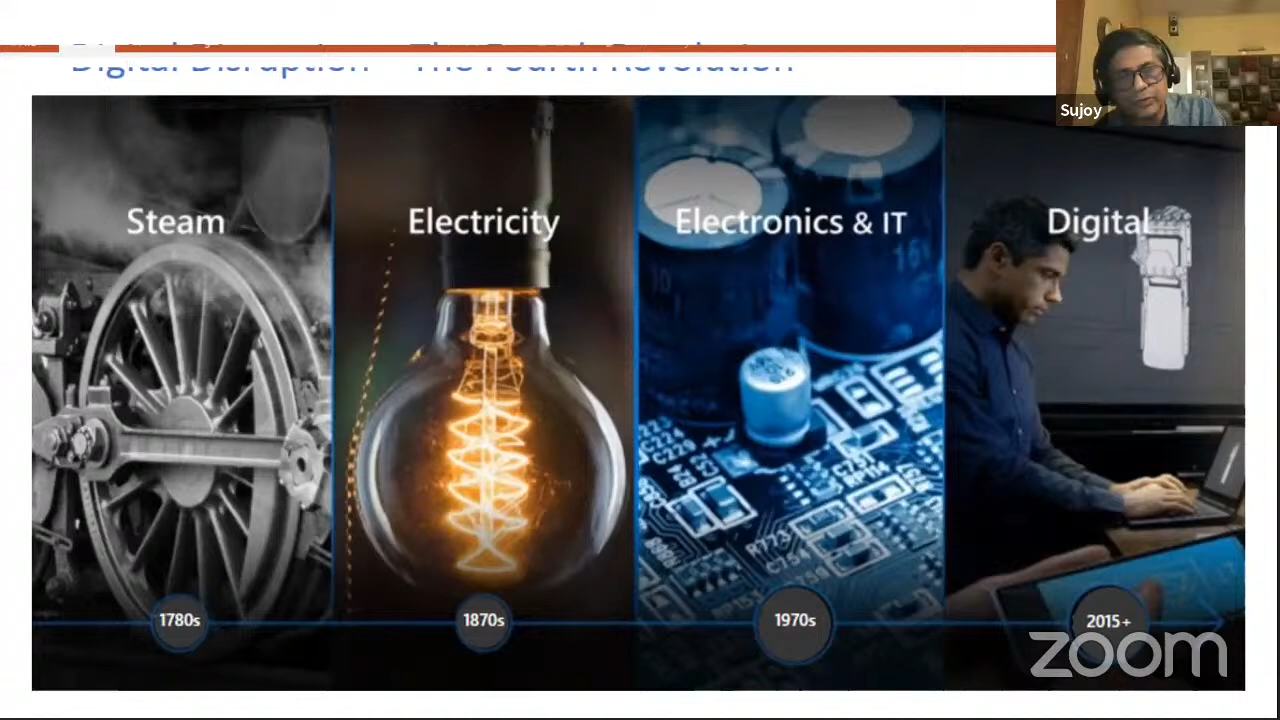 Digital Disruption – The Fourth Revolution
Sujoy
Steam
Electricity
Electronics & IT
Digital
1780s
1870s
1970s
2015+
zoom